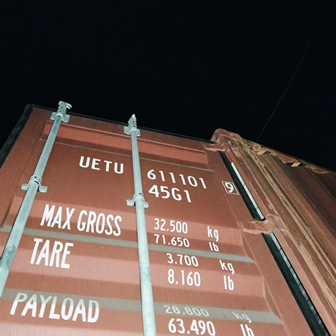 UETU 611101 9
45G1
MAX GROSS 32.500 kg
71.650 lb
TARE 3.700 kg
8.160 lb
PAYLOAD 28.800 kg
63.490 lb